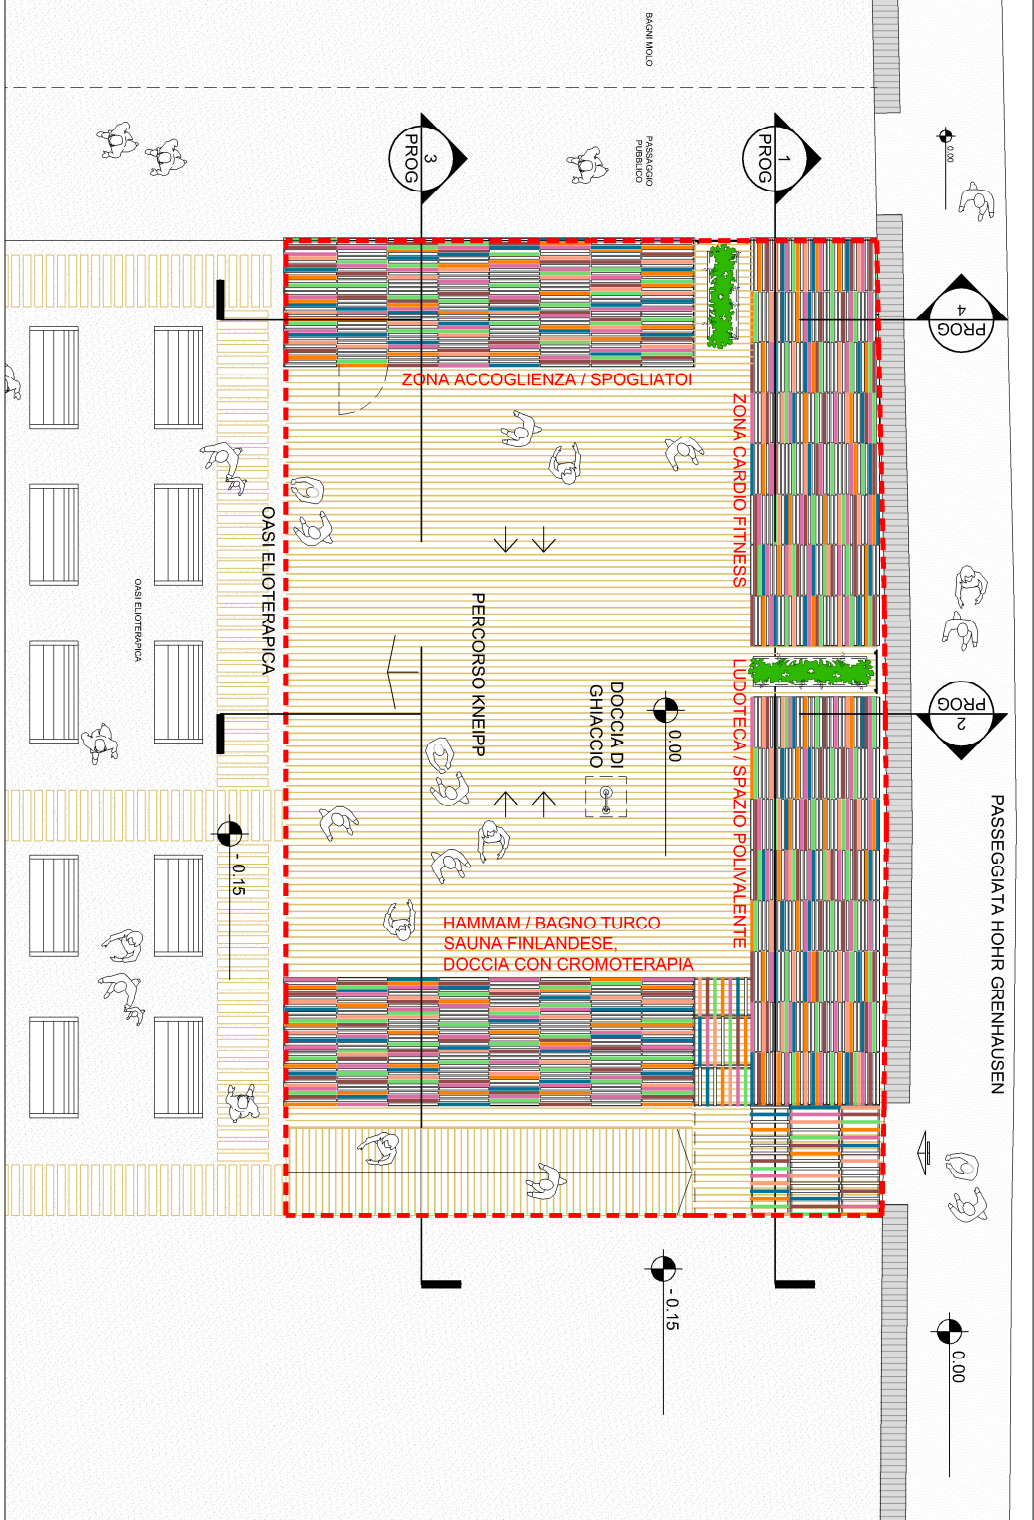 BAGNI MOLO
PASSAGGIO
PUBBLICO
3
PROG
1
PROG
0.00
4
PROG
ZONA ACCOGLIENZA / SPOGLIATOI
ZONA CARDIO FITNESS
OASI ELIOTERAPICA
OASI ELIOTERAPICA
PERCORSO KNEIPP
DOCCIA DI
GHIACCIO
0.00
LUDOTECA / SPAZIO POLIVALENTE
2
PROG
PASSEGGIATA HOHR GRENHAUSEN
- 0.15
HAMMAM / BAGNO TURCO
SAUNA FINLANDESE,
DOCCIA CON CROMOTERAPIA
- 0.15
0.00